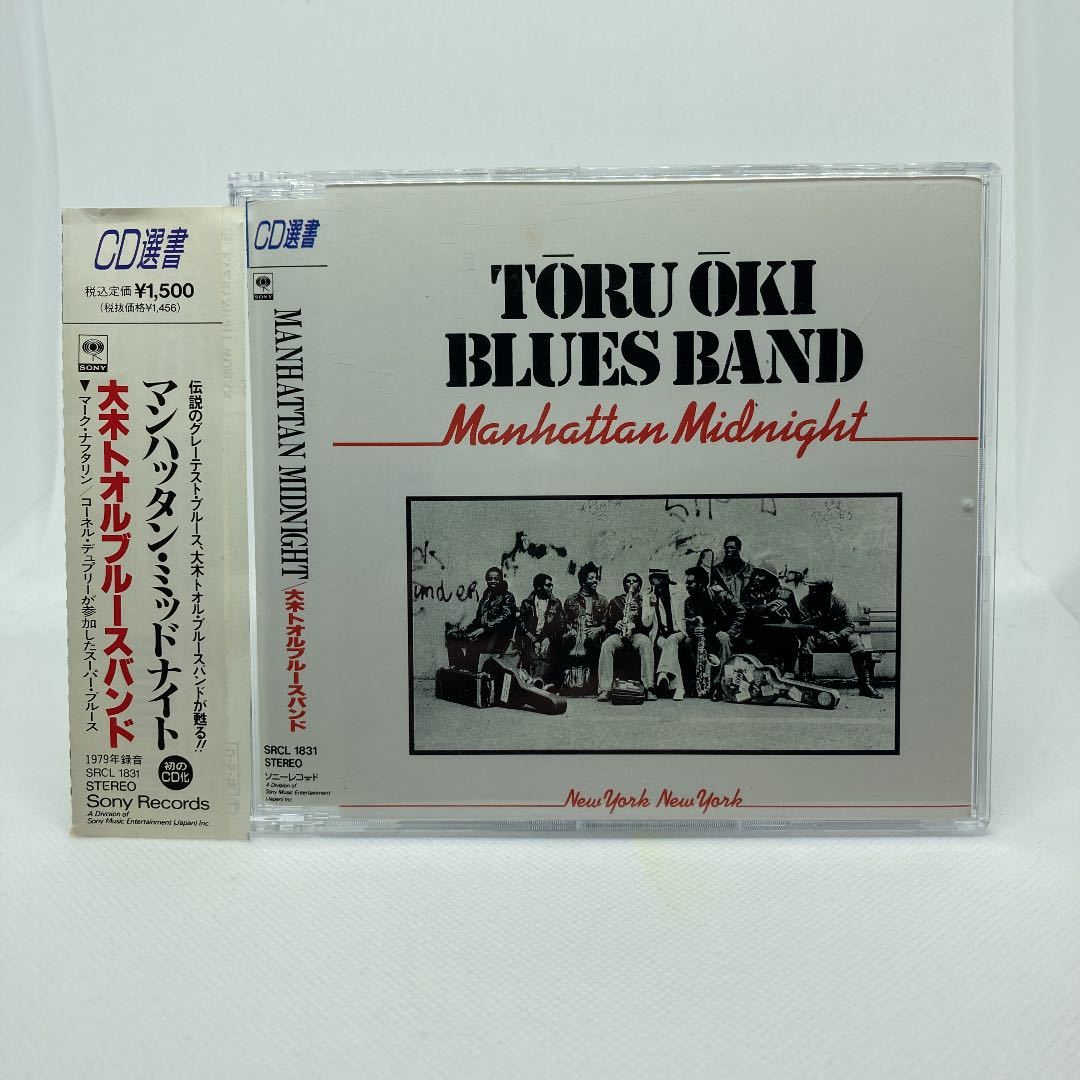 CD選書
税込定価¥1,500
(税抜価格¥1,456)
SONY
伝説のグレーテスト・ブルース、大木トオル・ブルースバンドが甦る!!
マンハッタン・ミッドナイト
初のCD化
大木トオルブルースバンド
▼マーク・ナフタリン/コーネル・デュプリーが参加したスーパー・ブルース
1979年録音
SRCL 1831
STEREO
Sony Records
A Division of
Sony Music Entertainment (Japan) Inc.
CD選書
SONY
MANHATTAN MIDNIGHT/大木トオルブルースバンド
SRCL 1831
STEREO
ソニーレコード
A Division of
Sony Music Entertainment
(Japan) Inc.
TŌRU ŌKI
BLUES BAND
Manhattan Midnight
New York New York